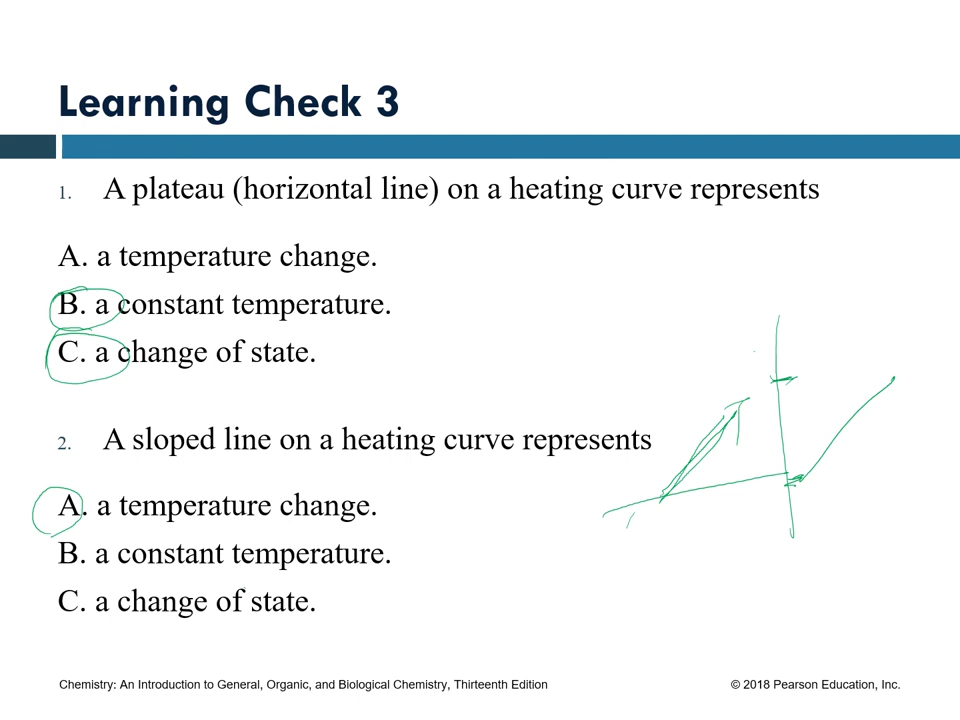 Learning Check 3
1. A plateau (horizontal line) on a heating curve represents
A. a temperature change.
B. a constant temperature.
C. a change of state.
2. A sloped line on a heating curve represents
A. a temperature change.
B. a constant temperature.
C. a change of state.
Chemistry: An Introduction to General, Organic, and Biological Chemistry, Thirteenth Edition
© 2018 Pearson Education, Inc.